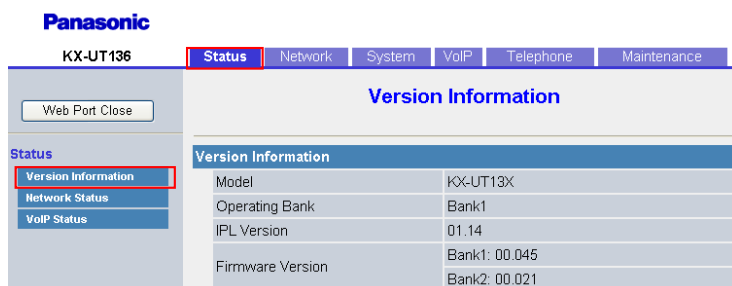 Panasonic
KX-UT136
Status Network System VoIP Telephone Maintenance
Web Port Close
Version Information
Status
Version Information
Network Status
VoIP Status
Version Information
Model KX-UT13X
Operating Bank Bank1
IPL Version 01.14
Firmware Version Bank1: 00.045
Bank2: 00.021